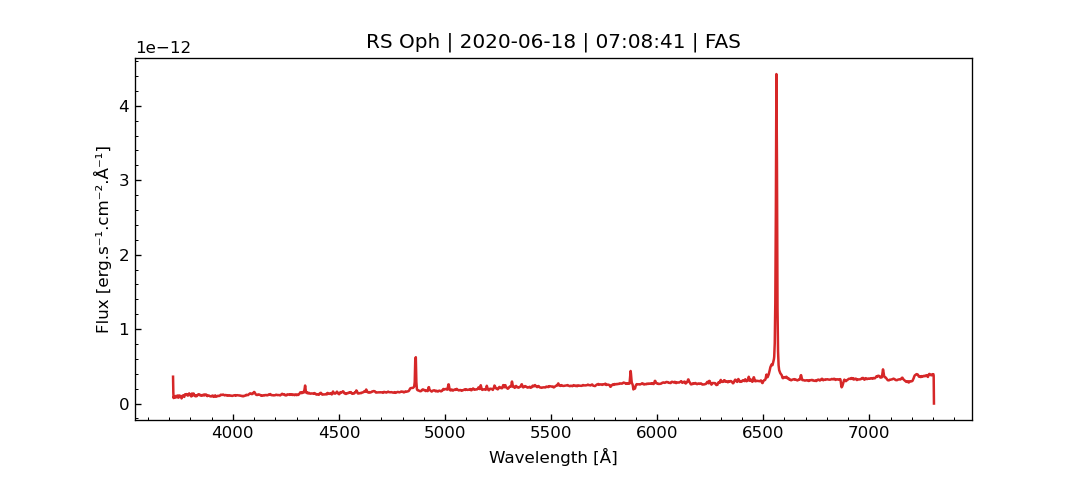 RS Oph | 2020-06-18 | 07:08:41 | FAS
1e−12
4
3
2
1
0
Flux [erg.s⁻¹.cm⁻².Å⁻¹]
4000 4500 5000 5500 6000 6500 7000
Wavelength [Å]